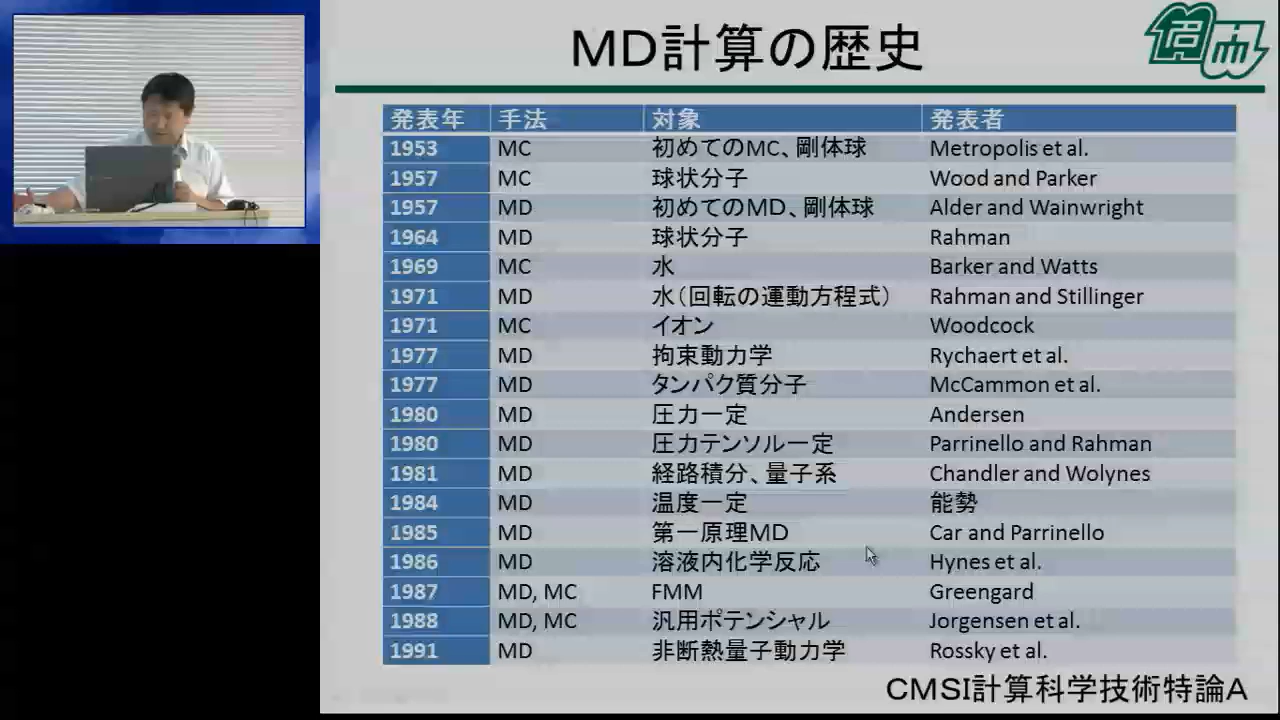 MD計算の歴史
発表年 手法 対象 発表者
1953 MC 初めてのMC、剛体球 Metropolis et al.
1957 MC 球状分子 Wood and Parker
1957 MD 初めてのMD、剛体球 Alder and Wainwright
1964 MD 球状分子 Rahman
1969 MC 水 Barker and Watts
1971 MD 水(回転の運動方程式) Rahman and Stillinger
1971 MC イオン Woodcock
1977 MD 拘束動力学 Rychaert et al.
1977 MD タンパク質分子 McCammon et al.
1980 MD 圧力一定 Andersen
1980 MD 圧力テンソル一定 Parrinello and Rahman
1981 MD 経路積分、量子系 Chandler and Wolynes
1984 MD 温度一定 能勢
1985 MD 第一原理MD Car and Parrinello
1986 MD 溶液内化学反応 Hynes et al.
1987 MD, MC FMM Greengard
1988 MD, MC 汎用ポテンシャル Jorgensen et al.
1991 MD 非断熱量子動力学 Rossky et al.
CMSI計算科学技術特論A